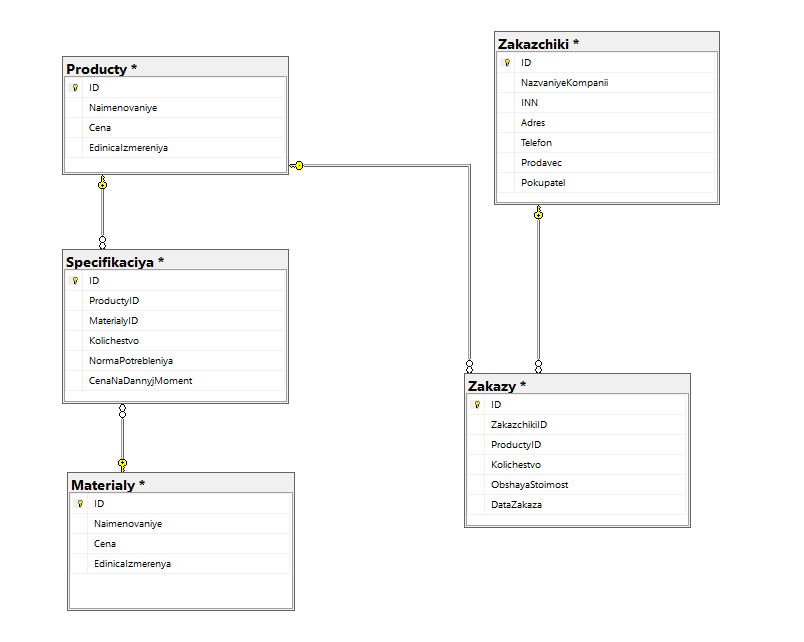 Producty *
ID
Naimenovaniye
Cena
EdinicaIzmereniya
Zakazchiki *
ID
NazvaniyeKompanii
INN
Adres
Telefon
Prodavec
Pokupatel
Specifikaciya *
ID
ProductyID
MaterialyID
Kolichestvo
NormaPotrebleniya
CenaNaDannyjMoment
Zakazy *
ID
ZakazchikiID
ProductyID
Kolichestvo
ObshayaStoimost
DataZakaza
Materialy *
ID
Naimenovaniye
Cena
EdinicaIzmerenya